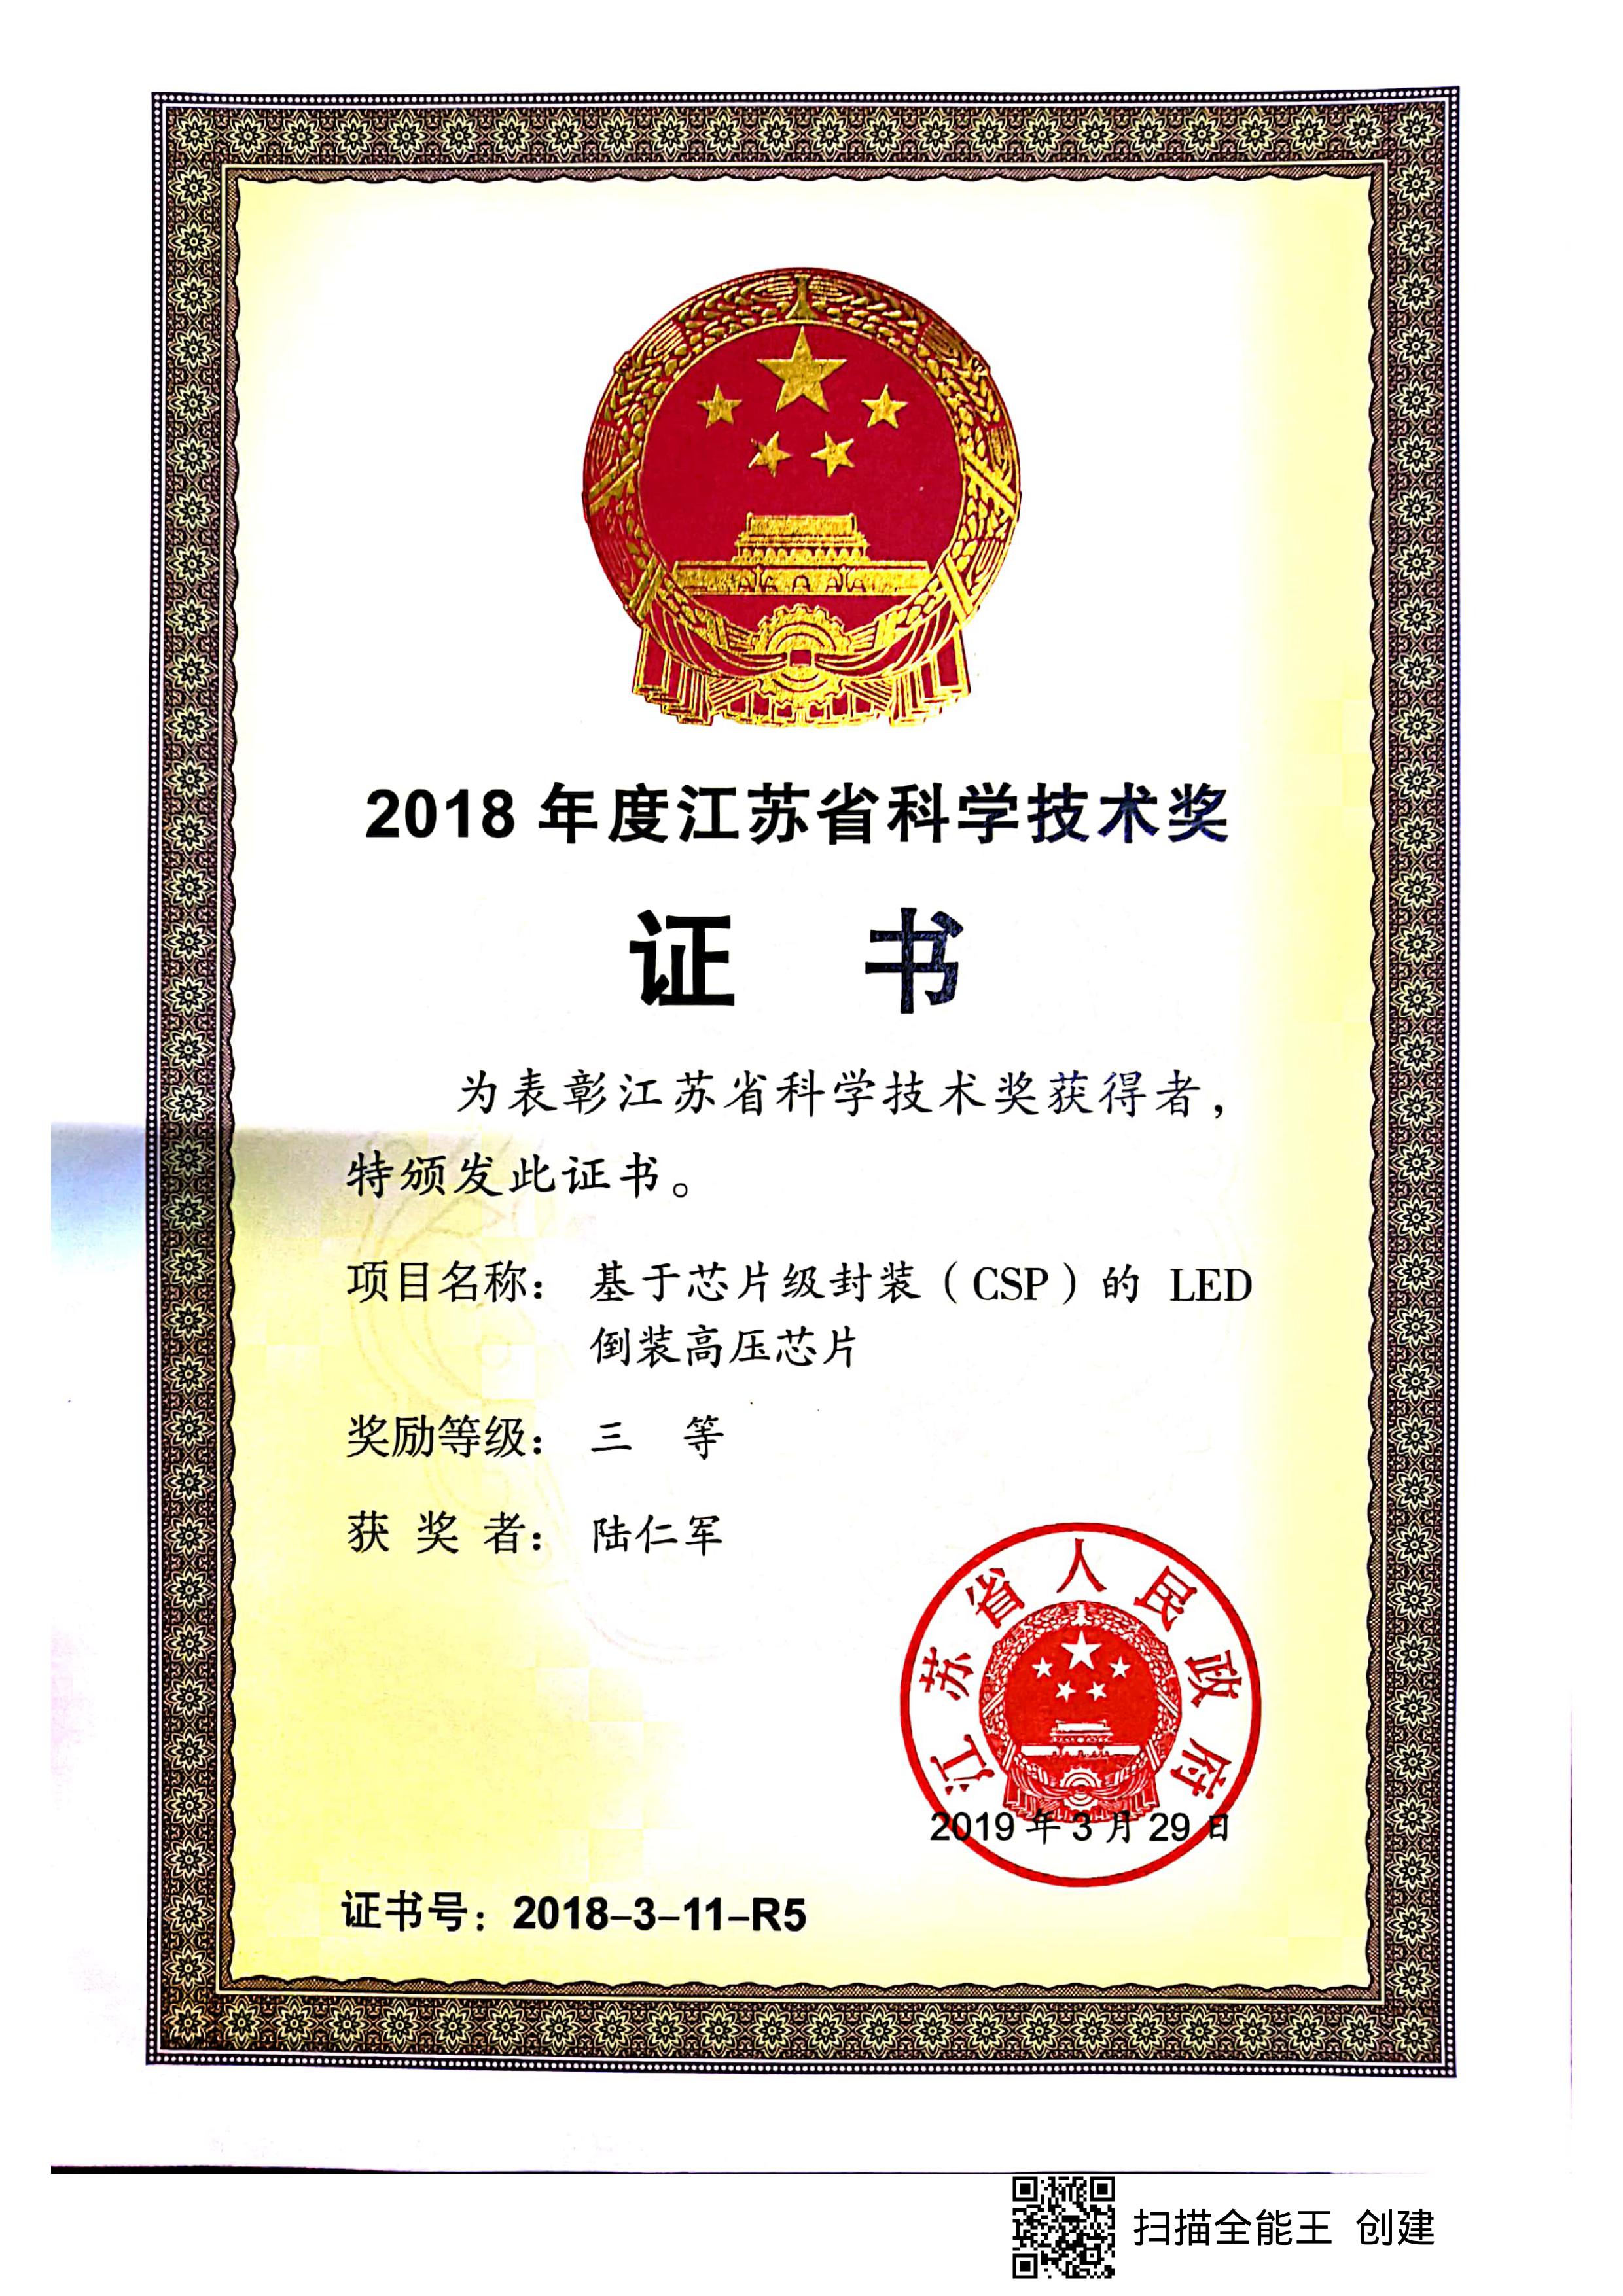 2018 年度江苏省科学技术奖
证 书
为表彰江苏省科学技术奖获得者，
特颁发此证书。
项目名称： 基于芯片级封装（CSP）的 LED
倒装高压芯片
奖励等级： 三 等
获 奖 者： 陆仁军
江苏省人民政府
2019 年 3 月 29 日
证书号：2018-3-11-R5
扫描全能王 创建